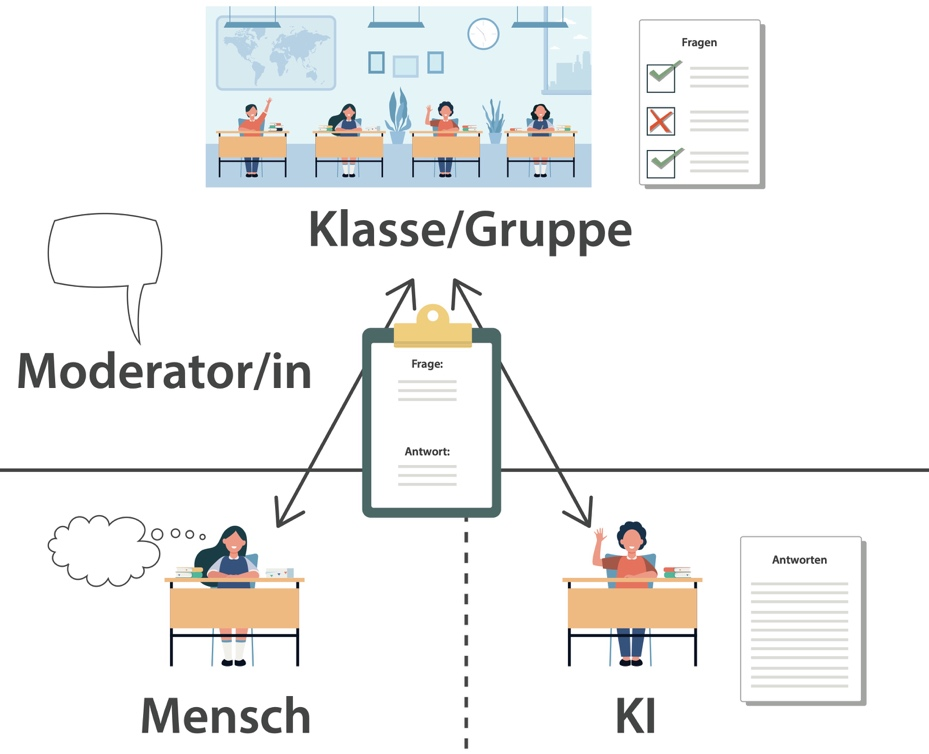 Fragen
Klasse/Gruppe
Moderator/in
Frage:
Antwort:
Antworten
Mensch
KI